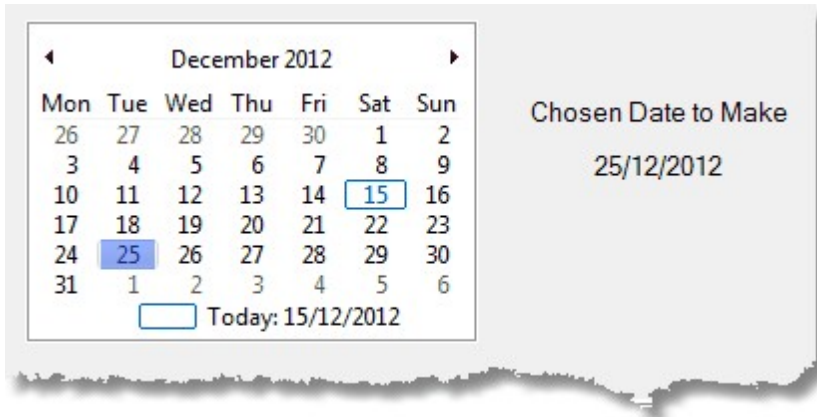 December 2012
Mon Tue Wed Thu Fri Sat Sun
26 27 28 29 30 1 2
3 4 5 6 7 8 9
10 11 12 13 14 15 16
17 18 19 20 21 22 23
24 25 26 27 28 29 30
31 1 2 3 4 5 6
Today: 15/12/2012
Chosen Date to Make
25/12/2012